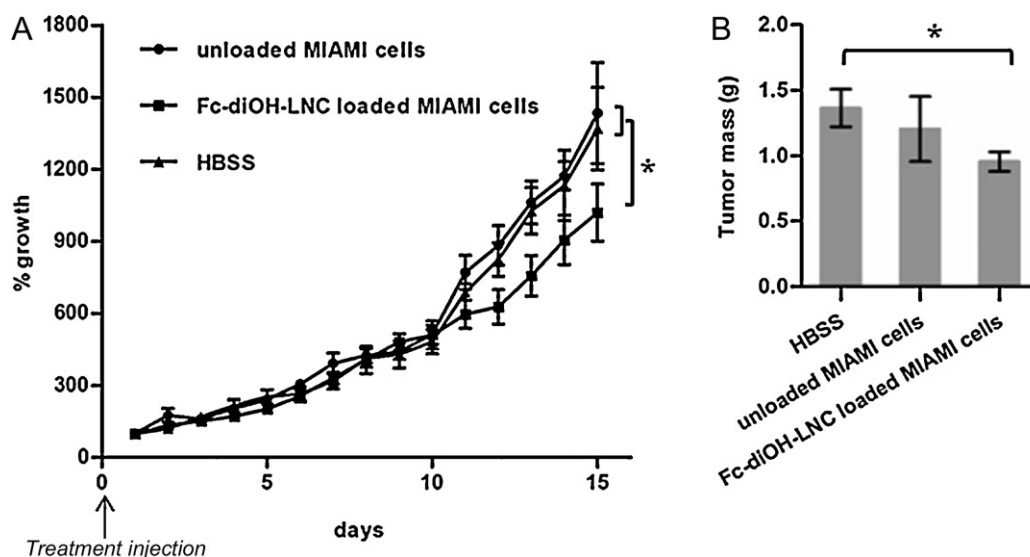 A
1800
1500
1200
900
600
300
0
% growth
unloaded MIAMI cells
Fc-diOH-LNC loaded MIAMI cells
HBSS
*
0 5 10 15
days
Treatment injection
B
*
2.0
1.5
1.0
0.5
0.0
Tumor mass (g)
HBSS
unloaded MIAMI cells
Fc-diOH-LNC loaded MIAMI cells